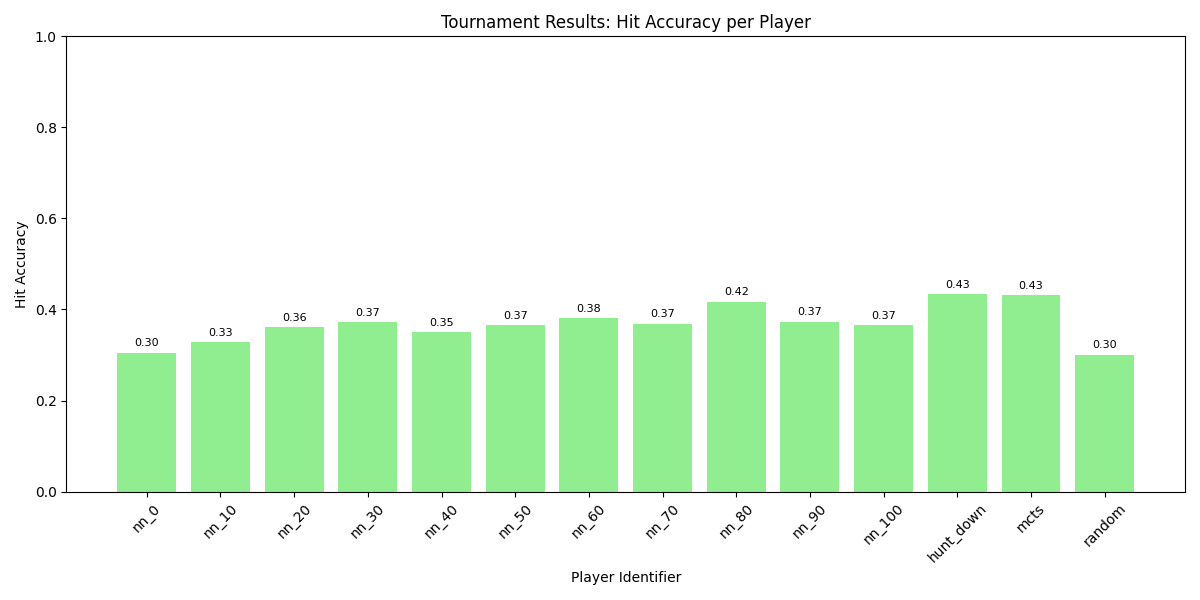 Tournament Results: Hit Accuracy per Player
Hit Accuracy
1.0
0.8
0.6
0.4
0.2
0.0
0.30
0.33
0.36
0.37
0.35
0.37
0.38
0.37
0.42
0.37
0.37
0.43
0.43
0.30
nn_0
nn_10
nn_20
nn_30
nn_40
nn_50
nn_60
nn_70
nn_80
nn_90
nn_100
hunt_down
mcts
random
Player Identifier